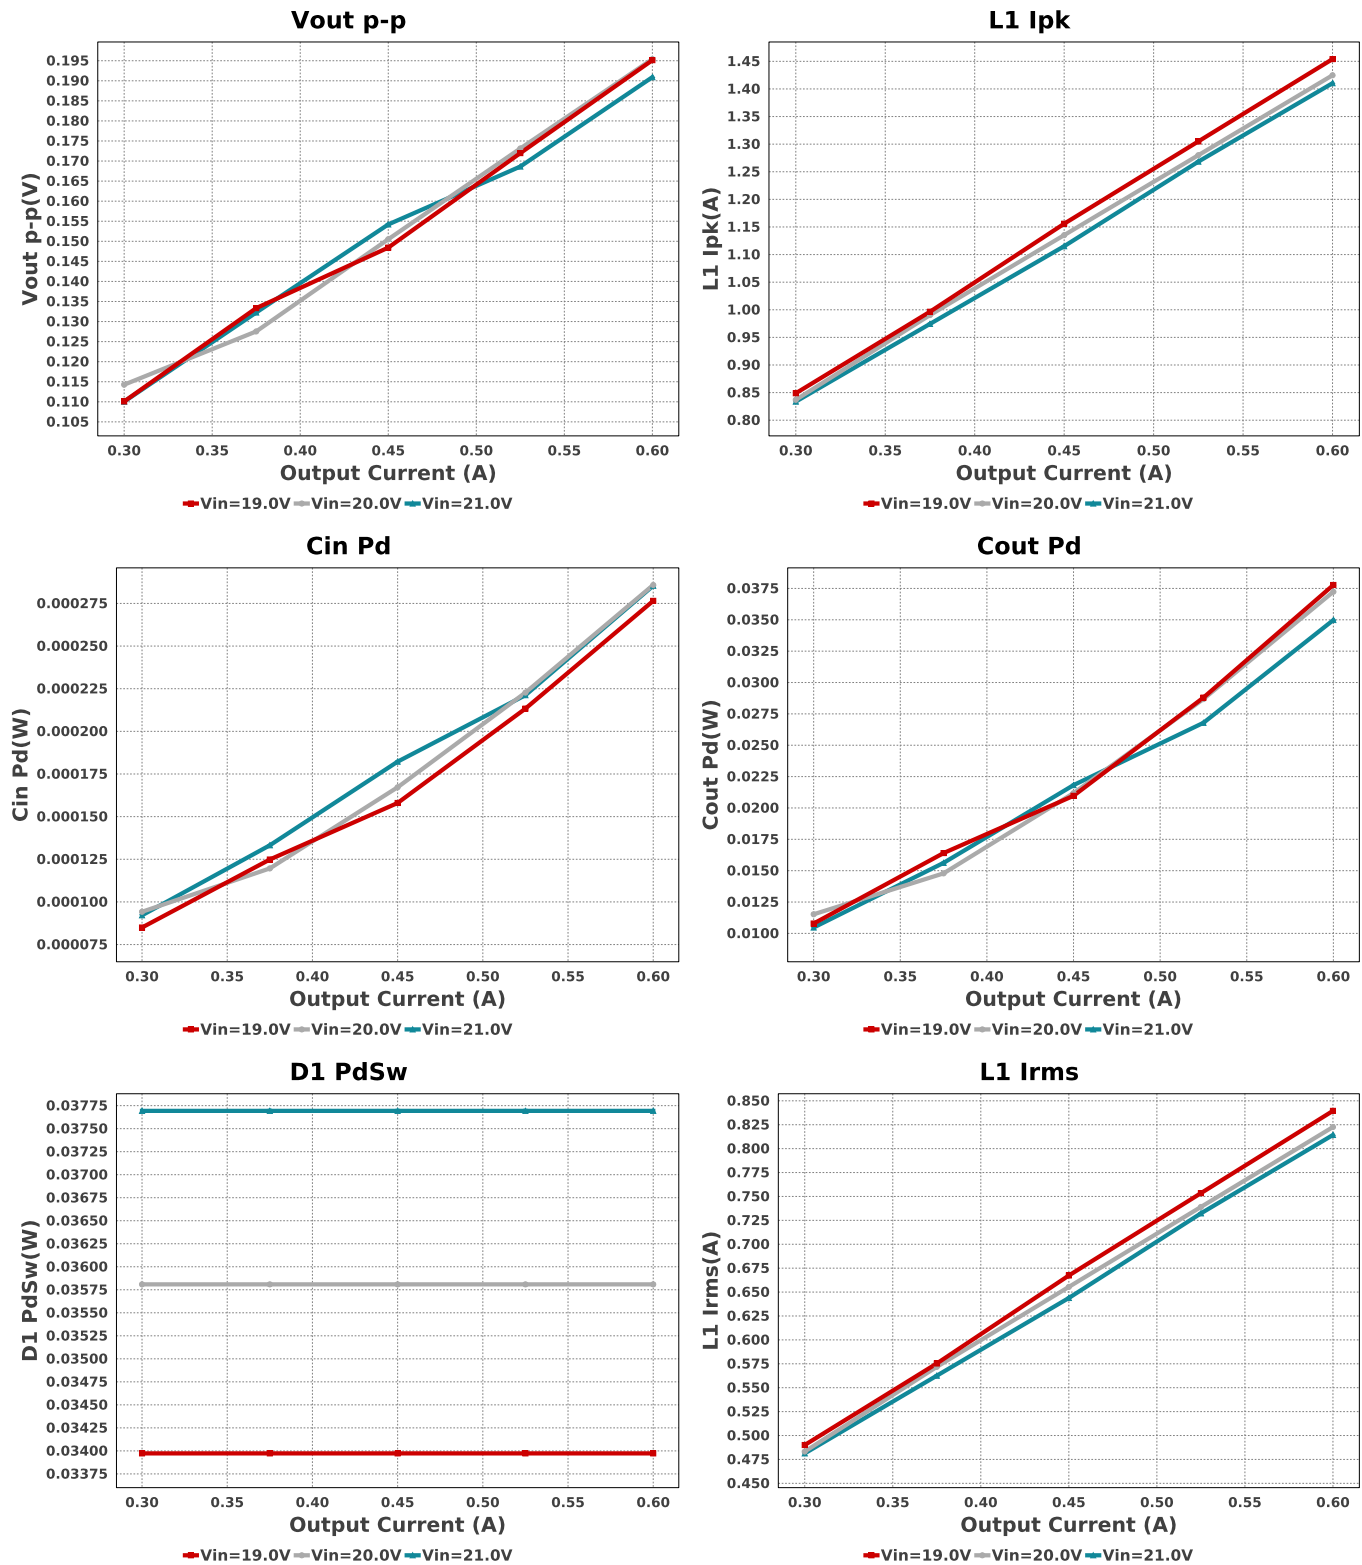 Vout p-p
Vout p-p(V)
0.195
0.190
0.185
0.180
0.175
0.170
0.165
0.160
0.155
0.150
0.145
0.140
0.135
0.130
0.125
0.120
0.115
0.110
0.105
0.30 0.35 0.40 0.45 0.50 0.55 0.60
Output Current (A)
Vin=19.0V Vin=20.0V Vin=21.0V
L1 Ipk
L1 Ipk(A)
1.45
1.40
1.35
1.30
1.25
1.20
1.15
1.10
1.05
1.00
0.95
0.90
0.85
0.80
0.30 0.35 0.40 0.45 0.50 0.55 0.60
Output Current (A)
Vin=19.0V Vin=20.0V Vin=21.0V
Cin Pd
Cin Pd(W)
0.000275
0.000250
0.000225
0.000200
0.000175
0.000150
0.000125
0.000100
0.000075
0.30 0.35 0.40 0.45 0.50 0.55 0.60
Output Current (A)
Vin=19.0V Vin=20.0V Vin=21.0V
Cout Pd
Cout Pd(W)
0.0375
0.0350
0.0325
0.0300
0.0275
0.0250
0.0225
0.0200
0.0175
0.0150
0.0125
0.0100
0.30 0.35 0.40 0.45 0.50 0.55 0.60
Output Current (A)
Vin=19.0V Vin=20.0V Vin=21.0V
D1 PdSw
D1 PdSw(W)
0.03775
0.03750
0.03725
0.03700
0.03675
0.03650
0.03625
0.03600
0.03575
0.03550
0.03525
0.03500
0.03475
0.03450
0.03425
0.03400
0.03375
0.30 0.35 0.40 0.45 0.50 0.55 0.60
Output Current (A)
Vin=19.0V Vin=20.0V Vin=21.0V
L1 Irms
L1 Irms(A)
0.850
0.825
0.800
0.775
0.750
0.725
0.700
0.675
0.650
0.625
0.600
0.575
0.550
0.525
0.500
0.475
0.450
0.30 0.35 0.40 0.45 0.50 0.55 0.60
Output Current (A)
Vin=19.0V Vin=20.0V Vin=21.0V